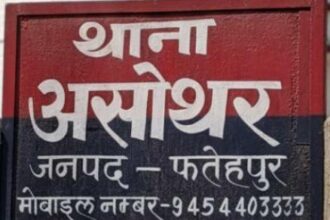 थाना
असोथर
जनपद – फतेहपुर
मोबाइल नम्बर-9454403333